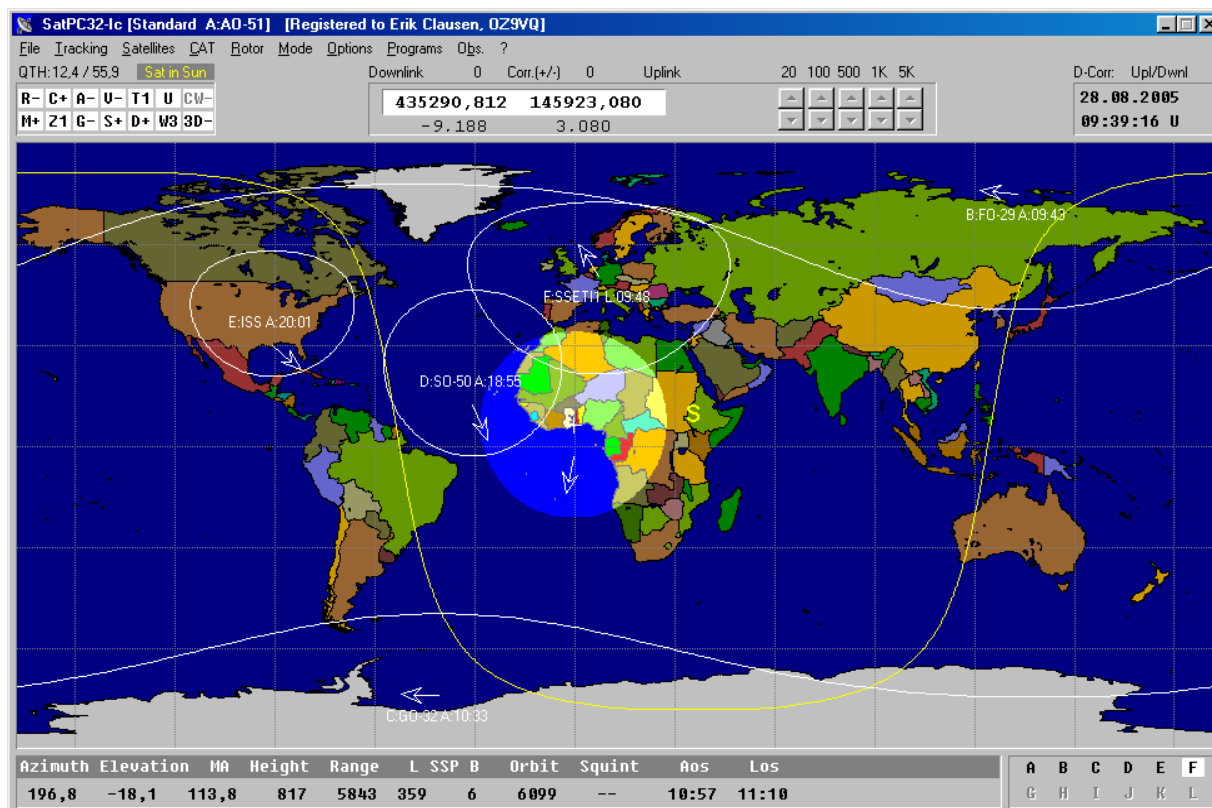 SatPC32-Ic [Standard A:AO-51] [Registered to Erik Clausen, OZ9VQ]
File Tracking Satellites CAT Rotor Mode Options Programs Obs. ?
QTH:12,4 / 55,9 Sat in Sun Downlink 0 Corr.(+/-) 0 Uplink 20 100 500 1K 5K D-Corr: Upl/Dwnl
R- C+ A- V- T1 U CW- 435290,812 145923,080 28.08.2005
M+ Z1 G- S+ D+ W3 3D- -9.188 3.080 09:39:16 U
B:FO-29 A:09:43
F:SSETI1 L:09:48
E:ISS A:20:01
D:SO-50 A:18:55
S
C:GO-32 A:10:33
Azimuth Elevation MA Height Range L SSP B Orbit Squint Aos Los A B C D E F
196,8 -18,1 113,8 817 5843 359 6 6099 -- 10:57 11:10 G H I J K L